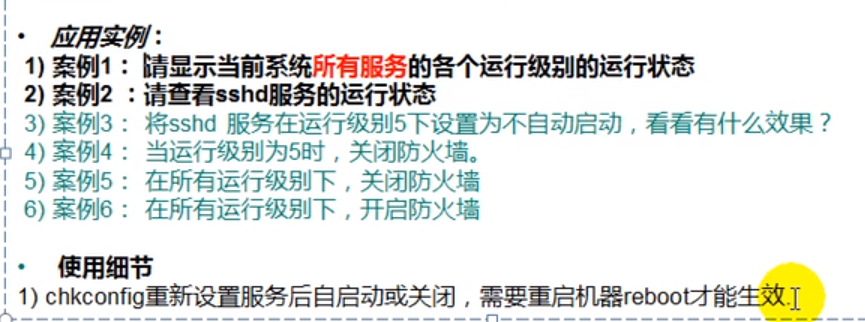 • 应用实例：
1) 案例1： 请显示当前系统所有服务的各个运行级别的运行状态
2) 案例2 ：请查看sshd服务的运行状态
3) 案例3： 将sshd 服务在运行级别5下设置为不自动启动，看看有什么效果？
4) 案例4： 当运行级别为5时，关闭防火墙。
5) 案例5： 在所有运行级别下，关闭防火墙
6) 案例6： 在所有运行级别下，开启防火墙
• 使用细节
1) chkconfig重新设置服务后自启动或关闭，需要重启机器reboot才能生效.